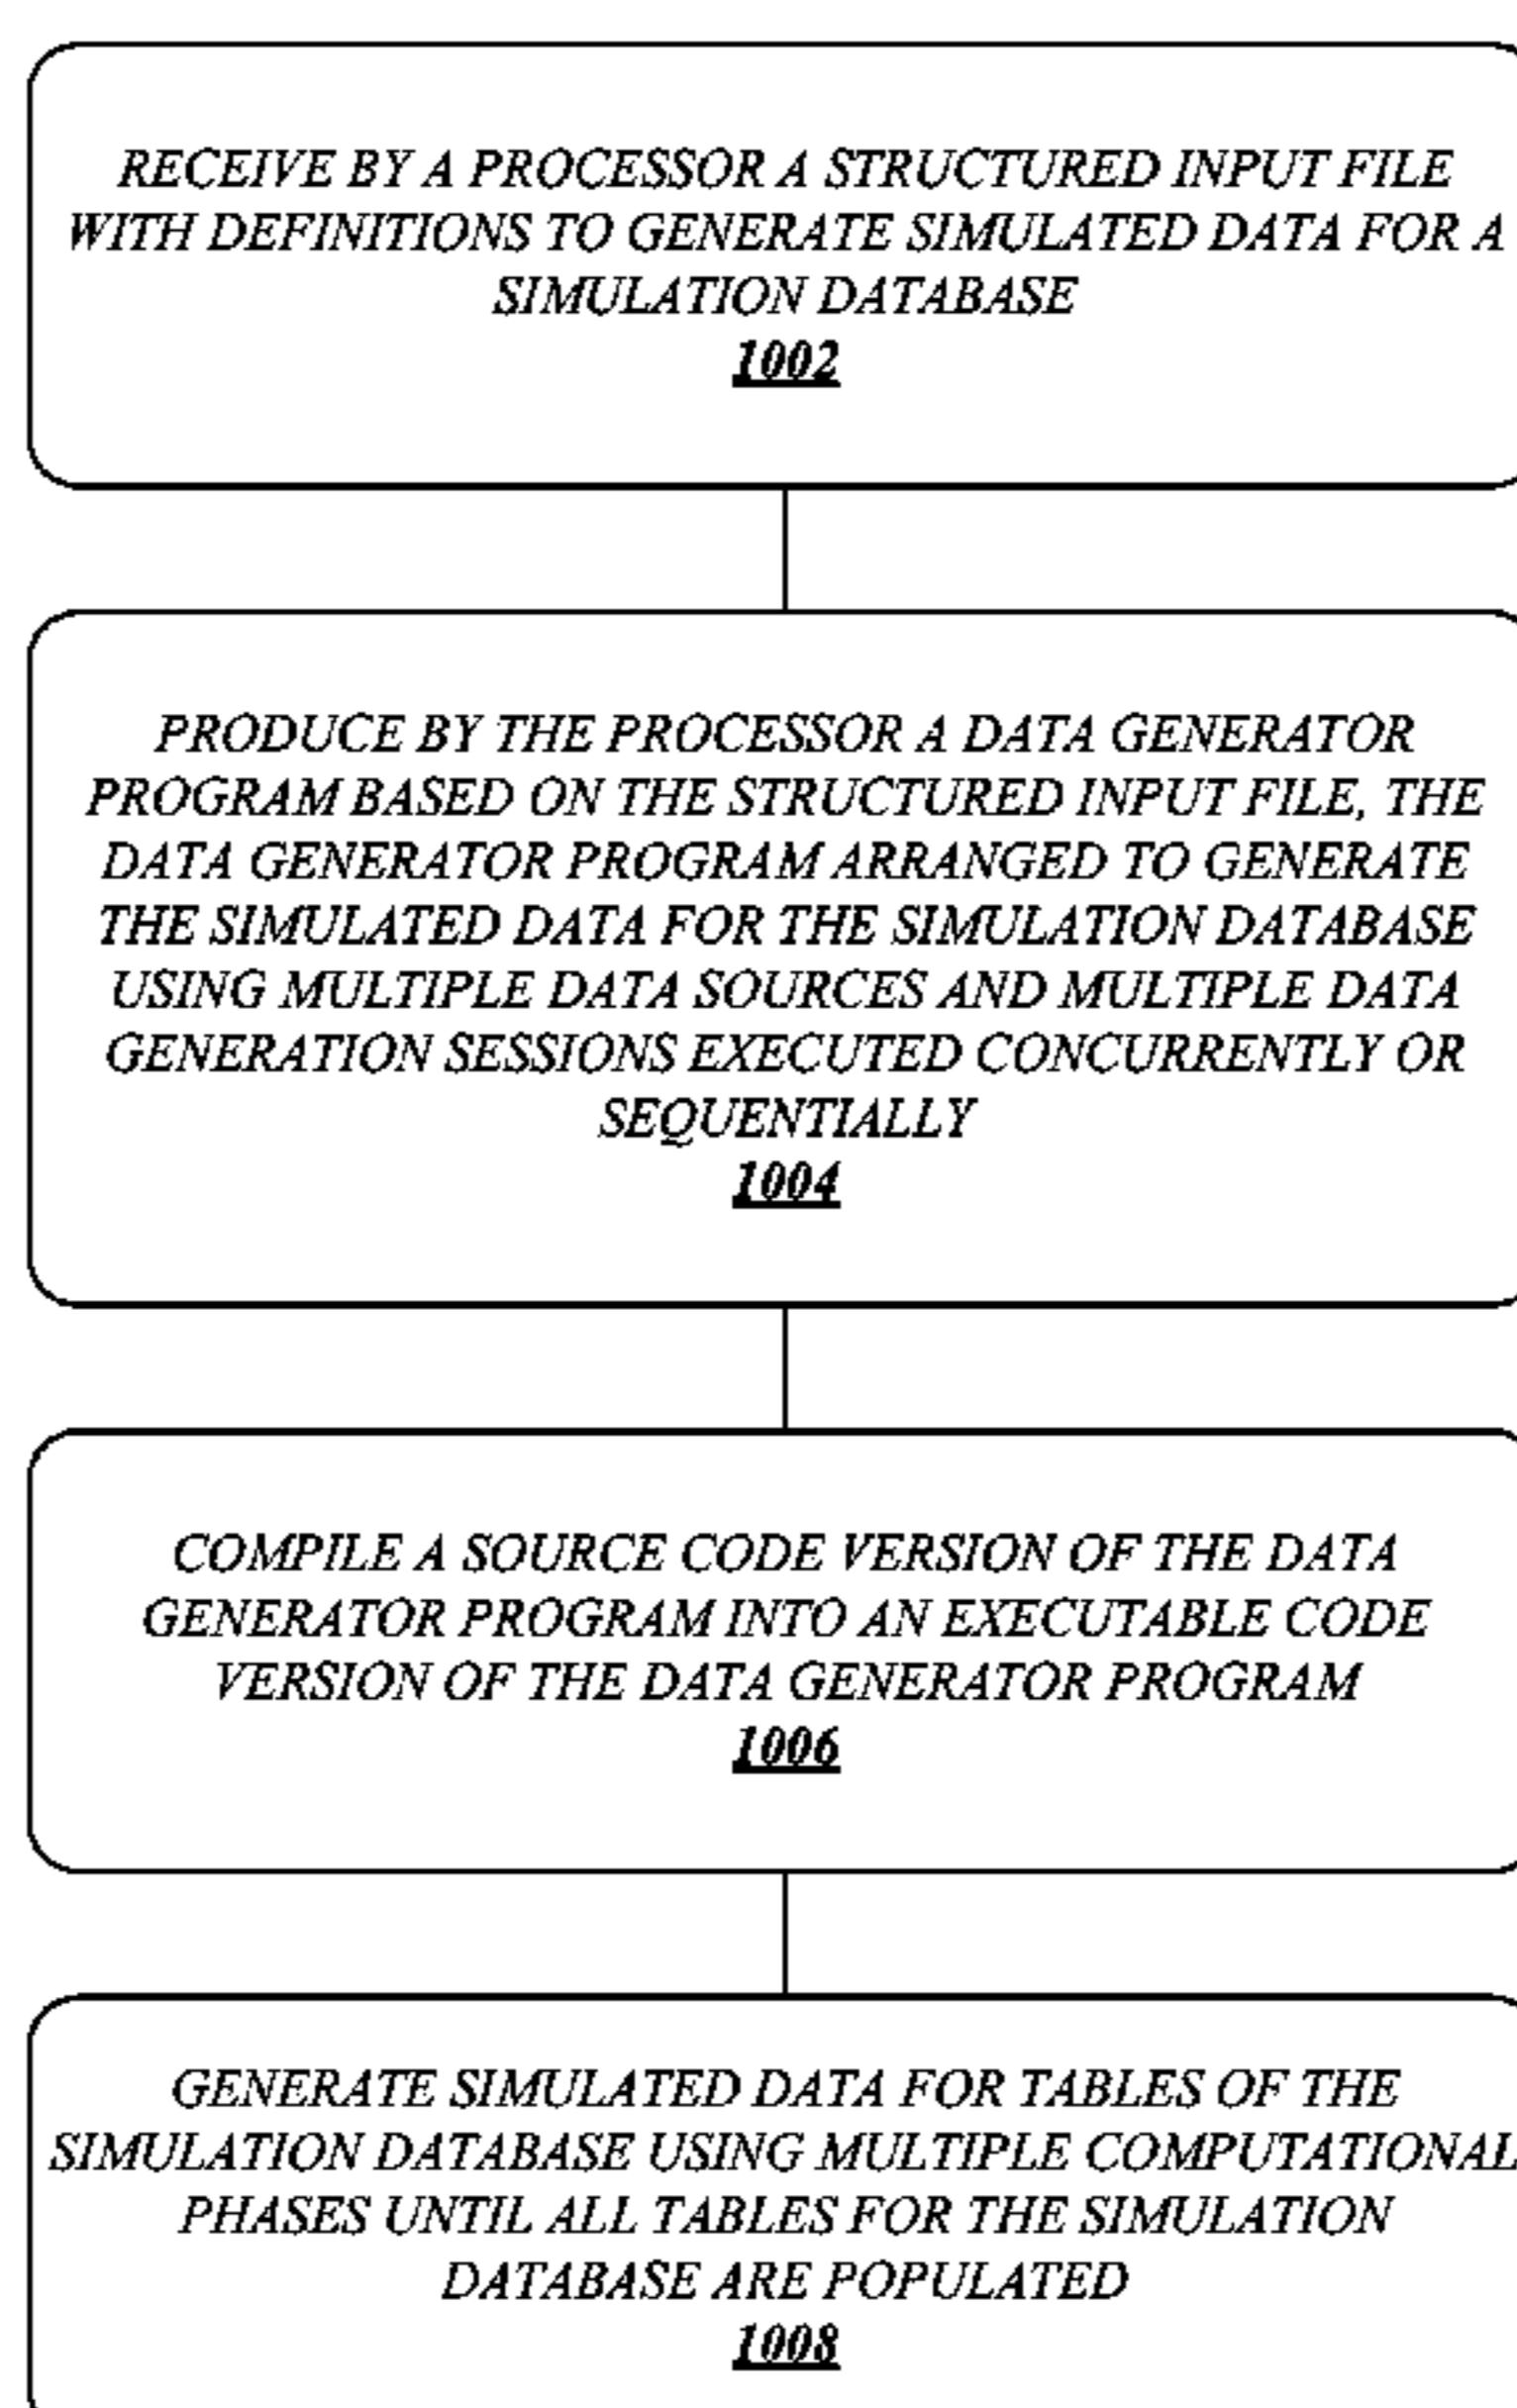 RECEIVE BY A PROCESSOR A STRUCTURED INPUT FILE
WITH DEFINITIONS TO GENERATE SIMULATED DATA FOR A
SIMULATION DATABASE
1002
PRODUCE BY THE PROCESSOR A DATA GENERATOR
PROGRAM BASED ON THE STRUCTURED INPUT FILE, THE
DATA GENERATOR PROGRAM ARRANGED TO GENERATE
THE SIMULATED DATA FOR THE SIMULATION DATABASE
USING MULTIPLE DATA SOURCES AND MULTIPLE DATA
GENERATION SESSIONS EXECUTED CONCURRENTLY OR
SEQUENTIALLY
1004
COMPILE A SOURCE CODE VERSION OF THE DATA
GENERATOR PROGRAM INTO AN EXECUTABLE CODE
VERSION OF THE DATA GENERATOR PROGRAM
1006
GENERATE SIMULATED DATA FOR TABLES OF THE
SIMULATION DATABASE USING MULTIPLE COMPUTATIONAL
PHASES UNTIL ALL TABLES FOR THE SIMULATION
DATABASE ARE POPULATED
1008